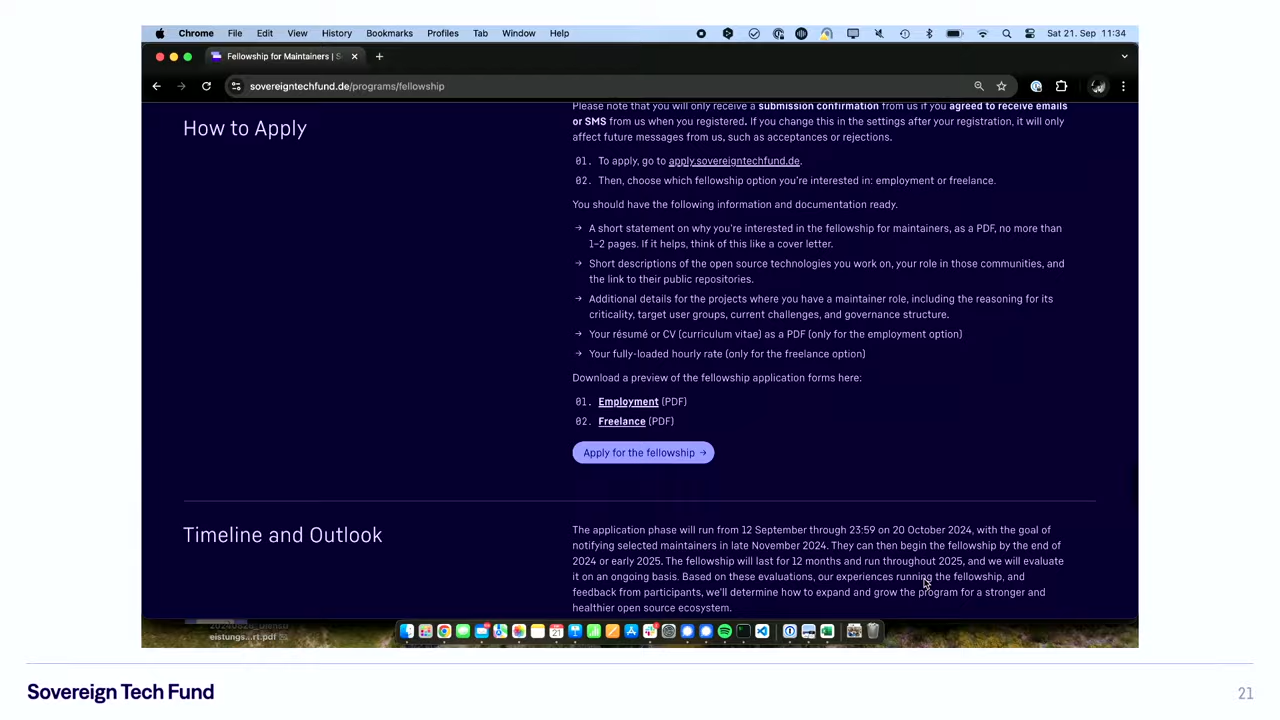 Chrome File Edit View History Bookmarks Profiles Tab Window Help
Sat 21. Sep 11:34
Fellowship for Maintainers | S
sovereigntechfund.de/programs/fellowship
Please note that you will only receive a submission confirmation from us if you agreed to receive emails
or SMS from us when you registered. If you change this in the settings after your registration, it will only
affect future messages from us, such as acceptances or rejections.
How to Apply
01. To apply, go to apply.sovereigntechfund.de.
02. Then, choose which fellowship option you're interested in: employment or freelance.
You should have the following information and documentation ready.
→ A short statement on why you're interested in the fellowship for maintainers, as a PDF, no more than
1–2 pages. If it helps, think of this like a cover letter.
→ Short descriptions of the open source technologies you work on, your role in those communities, and
the link to their public repositories.
→ Additional details for the projects where you have a maintainer role, including the reasoning for its
criticality, target user groups, current challenges, and governance structure.
→ Your résumé or CV (curriculum vitae) as a PDF (only for the employment option)
→ Your fully-loaded hourly rate (only for the freelance option)
Download a preview of the fellowship application forms here:
01. Employment (PDF)
02. Freelance (PDF)
Apply for the fellowship →
Timeline and Outlook
The application phase will run from 12 September through 23:59 on 20 October 2024, with the goal of
notifying selected maintainers in late November 2024. They can then begin the fellowship by the end of
2024 or early 2025. The fellowship will last for 12 months and run throughout 2025, and we will evaluate
it on an ongoing basis. Based on these evaluations, our experiences running the fellowship, and
feedback from participants, we'll determine how to expand and grow the program for a stronger and
healthier open source ecosystem.
eistungs...rt.pdf
Sovereign Tech Fund
21